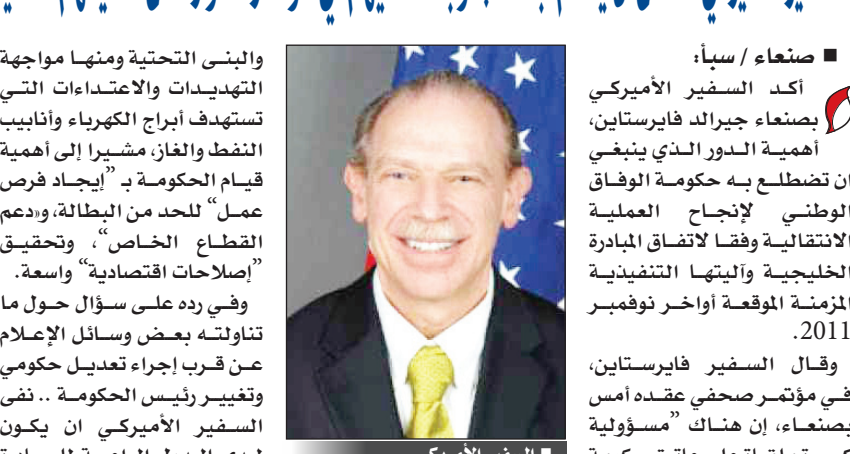 ■ صنعاء / سبأ:
أكد السفير الأميركي
بصنعاء جيرالد فايرستاين،
أهمية الدور الذي ينبغي
ان تضطلع به حكومة الوفاق
الوطني لإنجاح العملية
الانتقالية وفقا لاتفاق المبادرة
الخليجية وآليتها التنفيذية
المزمنة الموقعة أواخر نوفمبر
2011.
وقال السفير فايرستاين،
في مؤتمر صحفي عقده أمس
بصنعاء، إن هناك ”مسؤولية
■ السفير الأميركي
والبنى التحتية ومنها مواجهة
التهديدات والاعتداءات التي
تستهدف أبراج الكهرباء وأنابيب
النفط والغاز، مشيرا إلى أهمية
قيام الحكومة بـ ”إيجاد فرص
عمل“ للحد من البطالة، و«دعم
القطاع الخاص“، وتحقيق
”إصلاحات اقتصادية“ واسعة.
وفي رده على سؤال حول ما
تناولته بعض وسائل الإعلام
عن قرب إجراء تعديل حكومي
وتغيير رئيس الحكومة .. نفى
السفير الأميركي ان يكون